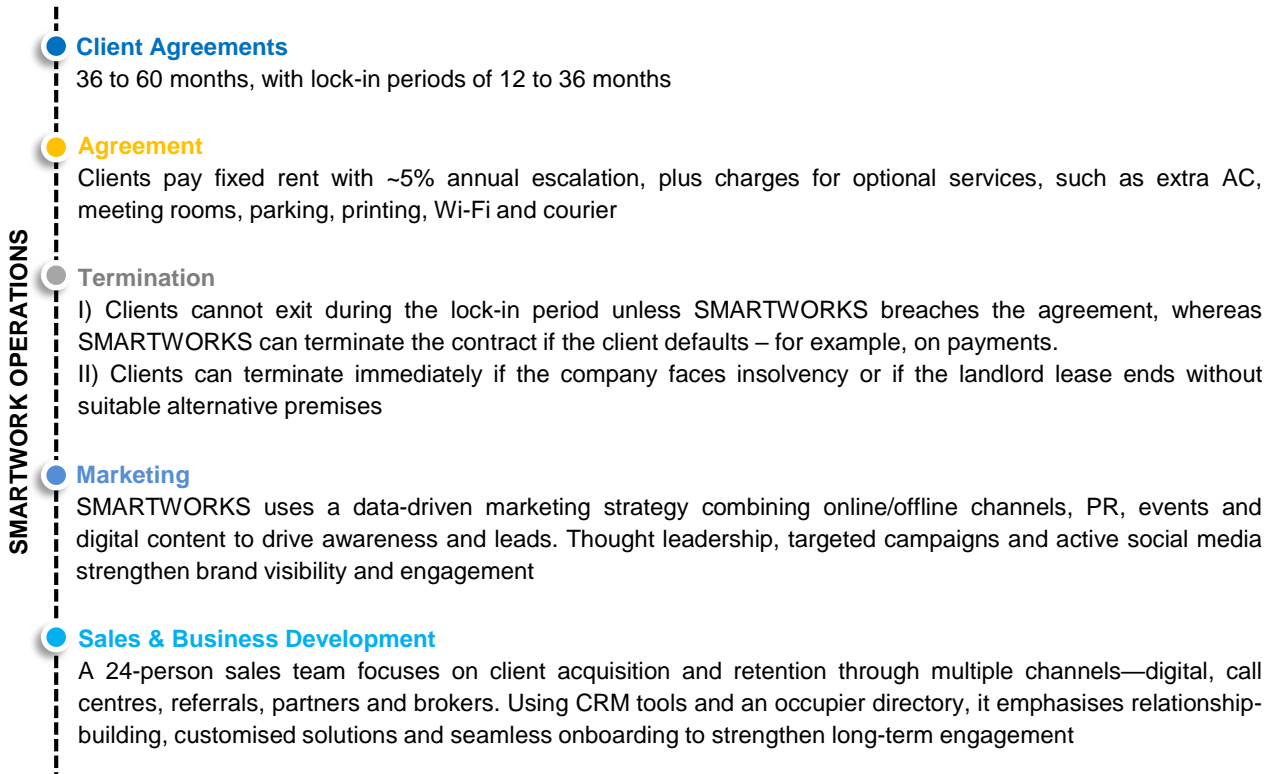 SMARTWORK OPERATIONS
Client Agreements
36 to 60 months, with lock-in periods of 12 to 36 months
Agreement
Clients pay fixed rent with ~5% annual escalation, plus charges for optional services, such as extra AC,
meeting rooms, parking, printing, Wi-Fi and courier
Termination
I) Clients cannot exit during the lock-in period unless SMARTWORKS breaches the agreement, whereas
SMARTWORKS can terminate the contract if the client defaults – for example, on payments.
II) Clients can terminate immediately if the company faces insolvency or if the landlord lease ends without
suitable alternative premises
Marketing
SMARTWORKS uses a data-driven marketing strategy combining online/offline channels, PR, events and
digital content to drive awareness and leads. Thought leadership, targeted campaigns and active social media
strengthen brand visibility and engagement
Sales & Business Development
A 24-person sales team focuses on client acquisition and retention through multiple channels—digital, call
centres, referrals, partners and brokers. Using CRM tools and an occupier directory, it emphasises relationship-
building, customised solutions and seamless onboarding to strengthen long-term engagement